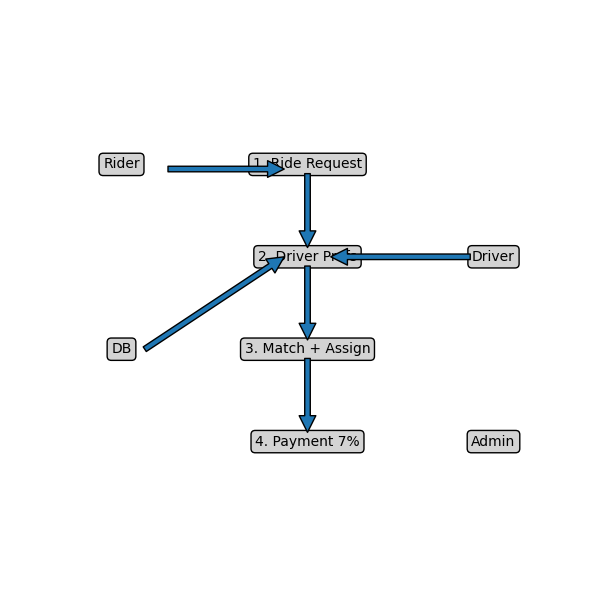 Rider
1. Ride Request
2. Driver
Driver
DB
3. Match + Assign
4. Payment 7%
Admin